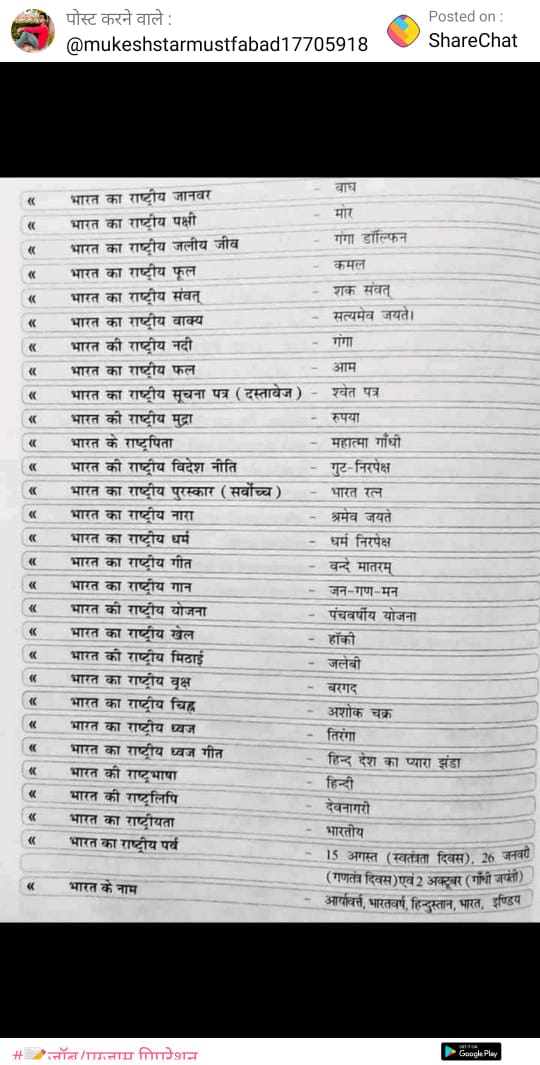 पोस्ट करने वाले :
@mukeshstarmustfabad17705918
Posted on :
ShareChat
« भारत का राष्ट्रीय जानवर - बाघ
« भारत का राष्ट्रीय पक्षी - मोर
« भारत का राष्ट्रीय जलीय जीव - गंगा डॉल्फिन
« भारत का राष्ट्रीय फूल - कमल
« भारत का राष्ट्रीय संवत् - शक संवत्
« भारत का राष्ट्रीय वाक्य - सत्यमेव जयते।
« भारत की राष्ट्रीय नदी - गंगा
« भारत का राष्ट्रीय फल - आम
« भारत का राष्ट्रीय सूचना पत्र ( दस्तावेज ) - श्वेत पत्र
« भारत की राष्ट्रीय मुद्रा - रुपया
« भारत के राष्ट्रपिता - महात्मा गाँधी
« भारत की राष्ट्रीय विदेश नीति - गुट-निरपेक्ष
« भारत का राष्ट्रीय पुरस्कार ( सर्वोच्च ) - भारत रत्न
« भारत का राष्ट्रीय नारा - श्रमेव जयते
« भारत का राष्ट्रीय धर्म - धर्म निरपेक्ष
« भारत का राष्ट्रीय गीत - वन्दे मातरम्
« भारत का राष्ट्रीय गान - जन-गण-मन
« भारत की राष्ट्रीय योजना - पंचवर्षीय योजना
« भारत का राष्ट्रीय खेल - हॉकी
« भारत की राष्ट्रीय मिठाई - जलेबी
« भारत का राष्ट्रीय वृक्ष - बरगद
« भारत का राष्ट्रीय चिह्न - अशोक चक्र
« भारत का राष्ट्रीय ध्वज - तिरंगा
« भारत का राष्ट्रीय ध्वज गीत - हिन्द देश का प्यारा झंडा
« भारत की राष्ट्रभाषा - हिन्दी
« भारत की राष्ट्रलिपि - देवनागरी
« भारत का राष्ट्रीयता - भारतीय
« भारत का राष्ट्रीय पर्व - 15 अगस्त (स्वतंत्रता दिवस), 26 जनवरी
(गणतंत्र दिवस)एवं 2 अक्टूबर (गाँधी जयंती)
« भारत के नाम - आर्यावर्त्त, भारतवर्ष, हिन्दुस्तान, भारत, इण्डिय
GET IT ON
Google Play